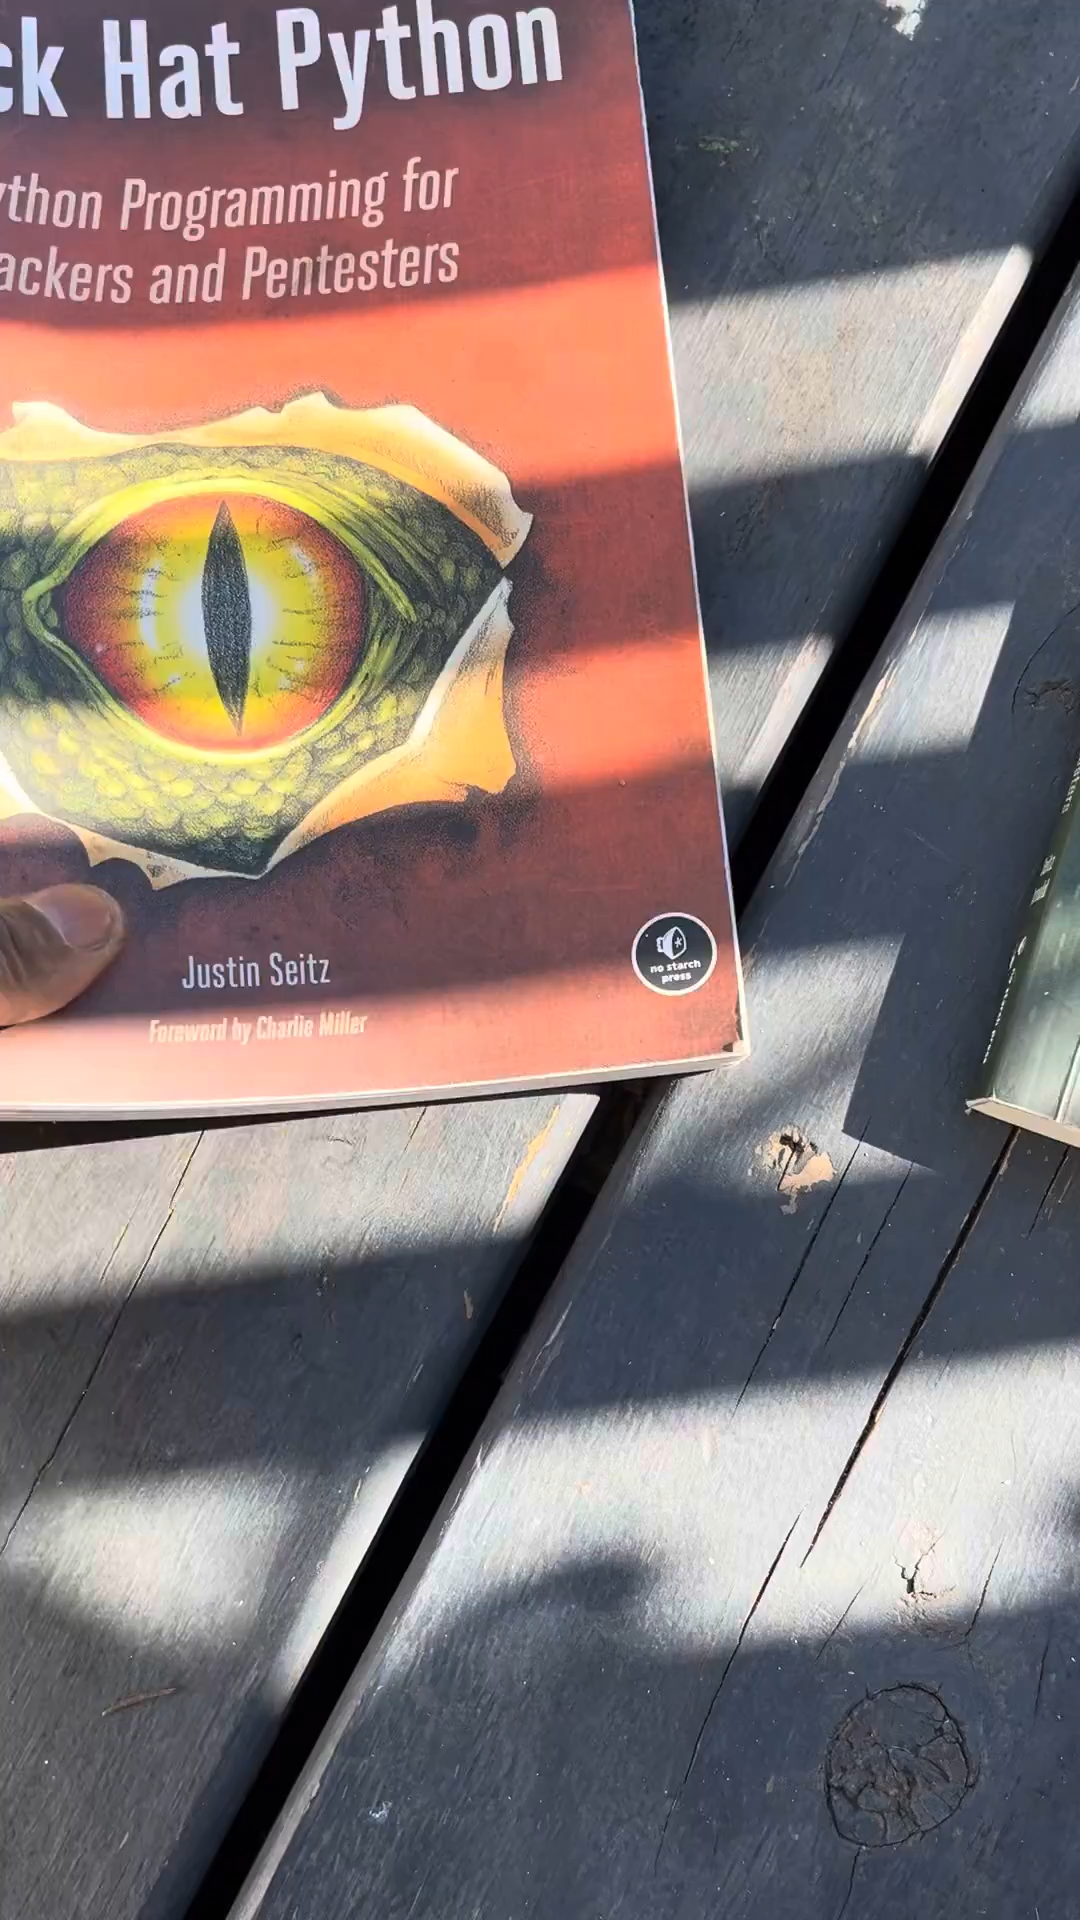 ck Hat Python
ython Programming for
ackers and Pentesters
Justin Seitz
Foreword by Charlie Miller
no starch
press